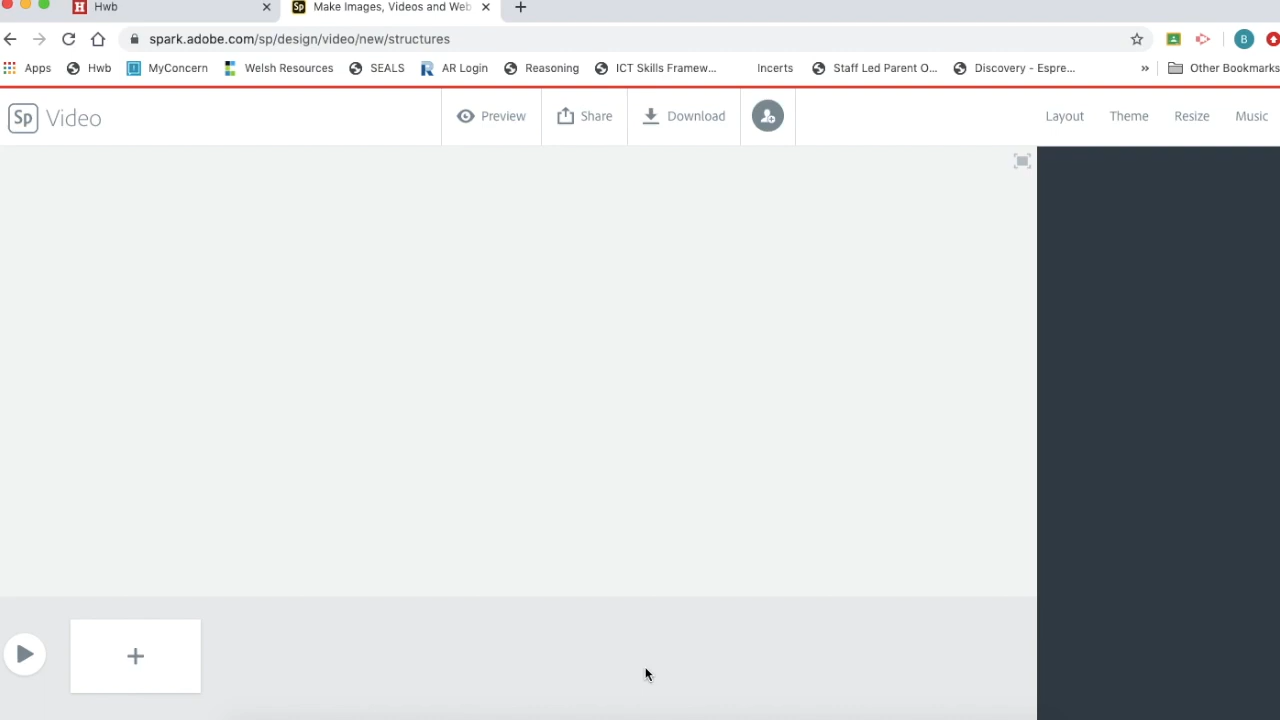 Hwb
Sp Make Images, Videos and Web
spark.adobe.com/sp/design/video/new/structures
B
Apps Hwb MyConcern Welsh Resources SEALS AR Login Reasoning ICT Skills Framew... Incerts Staff Led Parent O... Discovery - Espre... » Other Bookmarks
Sp Video Preview Share Download Layout Theme Resize Music